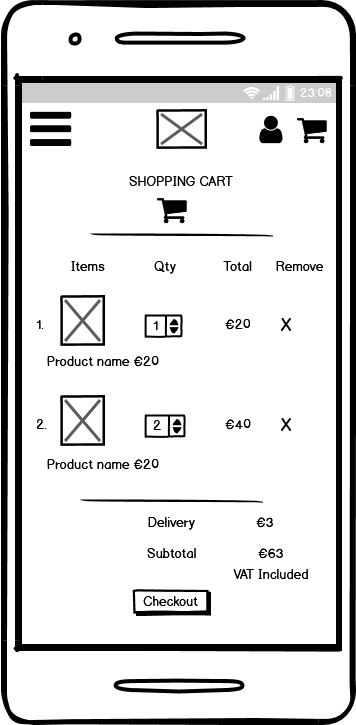 23:08
SHOPPING CART
Items Qty Total Remove
1. 1 €20 X
Product name €20
2. 2 €40 X
Product name €20
Delivery €3
Subtotal €63
VAT Included
Checkout